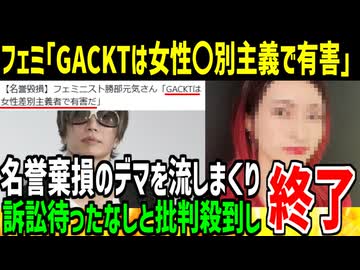 フェミ「GACKTは女性〇別主義で有害」
【名誉毀損】フェミニスト勝部元気さん「GACKTは
女性差別主義者で有害だ」
名誉棄損のデマを流しまくり
訴訟待ったなしと批判殺到し
終了